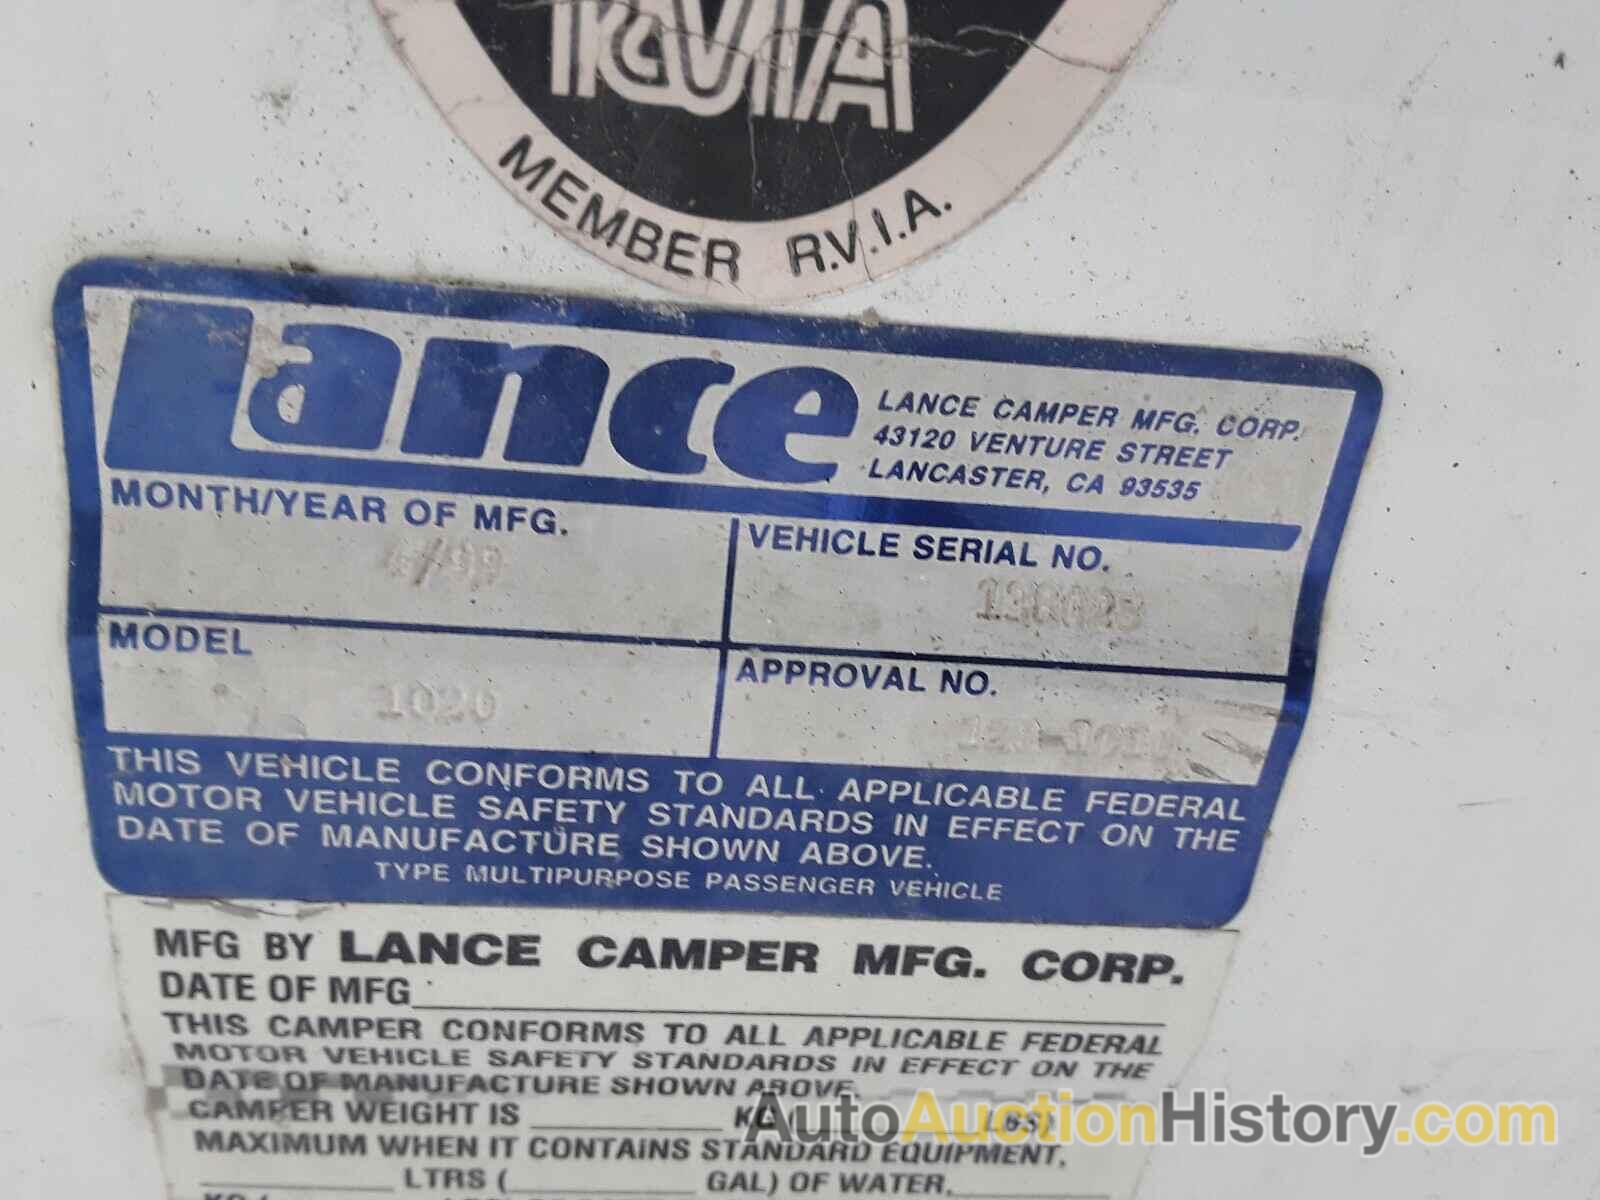 RVIA
MEMBER R.V.I.A.
Lance
LANCE CAMPER MFG. CORP.
43120 VENTURE STREET
LANCASTER, CA 93535
MONTH/YEAR OF MFG.
4/99
VEHICLE SERIAL NO.
MODEL
1020
APPROVAL NO.
THIS VEHICLE CONFORMS TO ALL APPLICABLE FEDERAL
MOTOR VEHICLE SAFETY STANDARDS IN EFFECT ON THE
DATE OF MANUFACTURE SHOWN ABOVE.
TYPE MULTIPURPOSE PASSENGER VEHICLE
MFG BY LANCE CAMPER MFG. CORP.
DATE OF MFG
THIS CAMPER CONFORMS TO ALL APPLICABLE FEDERAL
MOTOR VEHICLE SAFETY STANDARDS IN EFFECT ON THE
DATE OF MANUFACTURE SHOWN ABOVE.
CAMPER WEIGHT IS KG ( LBS)
AutoAuctionHistory.com
MAXIMUM WHEN IT CONTAINS STANDARD EQUIPMENT,
LTRS ( GAL) OF WATER,